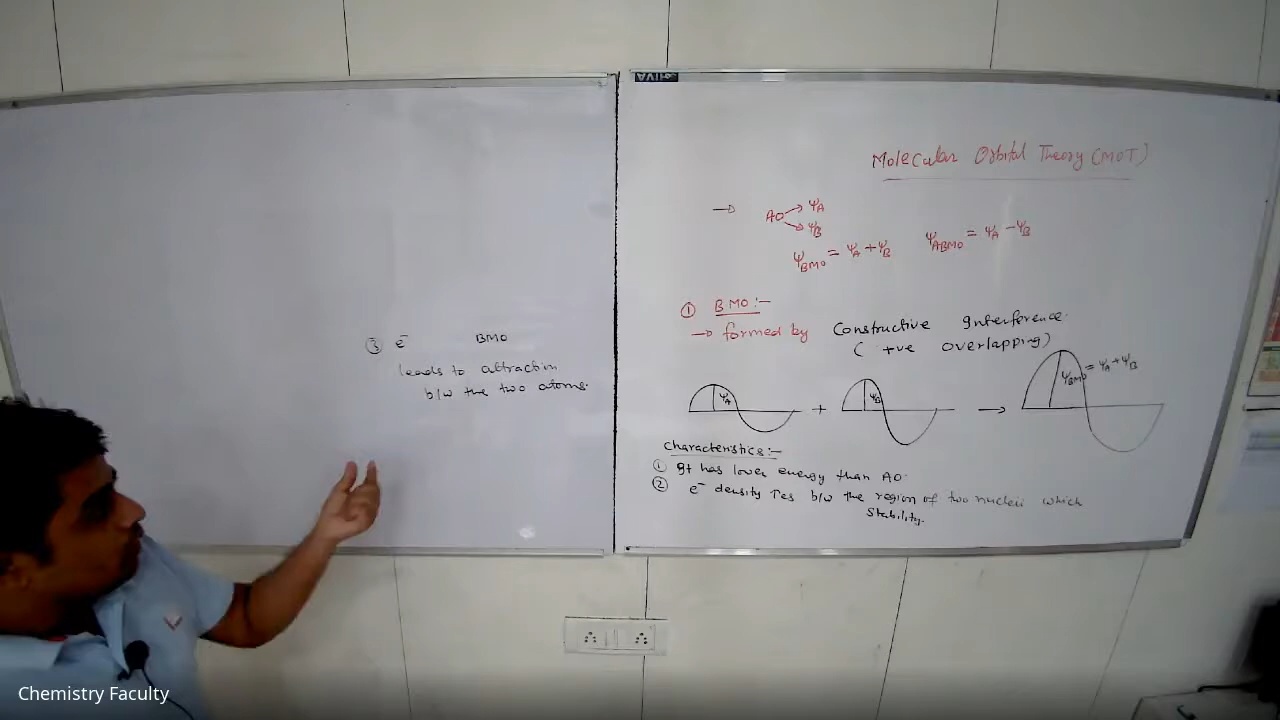 Molecular Orbital Theory (MOT)
→ AO → ψA
→ ψB
ψBMO = ψA + ψB ψABMO = ψA − ψB
① BMO:-
→ formed by Constructive Interference
( +ve overlapping)
ψA + ψB → ψBMO = ψA + ψB
Characteristics:-
① It has lower energy than AO.
② e⁻ density ↑es b/w the region of two nuclei which
stability.
③ e⁻ BMO
leads to attraction
b/w the two atoms.
Chemistry Faculty